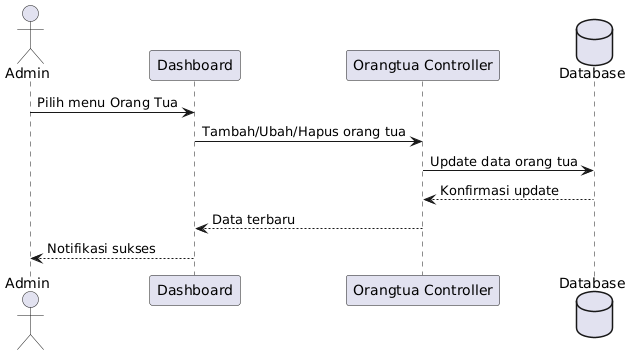 Admin
Dashboard
Orangtua Controller
Database
Pilih menu Orang Tua
Tambah/Ubah/Hapus orang tua
Update data orang tua
Konfirmasi update
Data terbaru
Notifikasi sukses
Admin
Dashboard
Orangtua Controller
Database